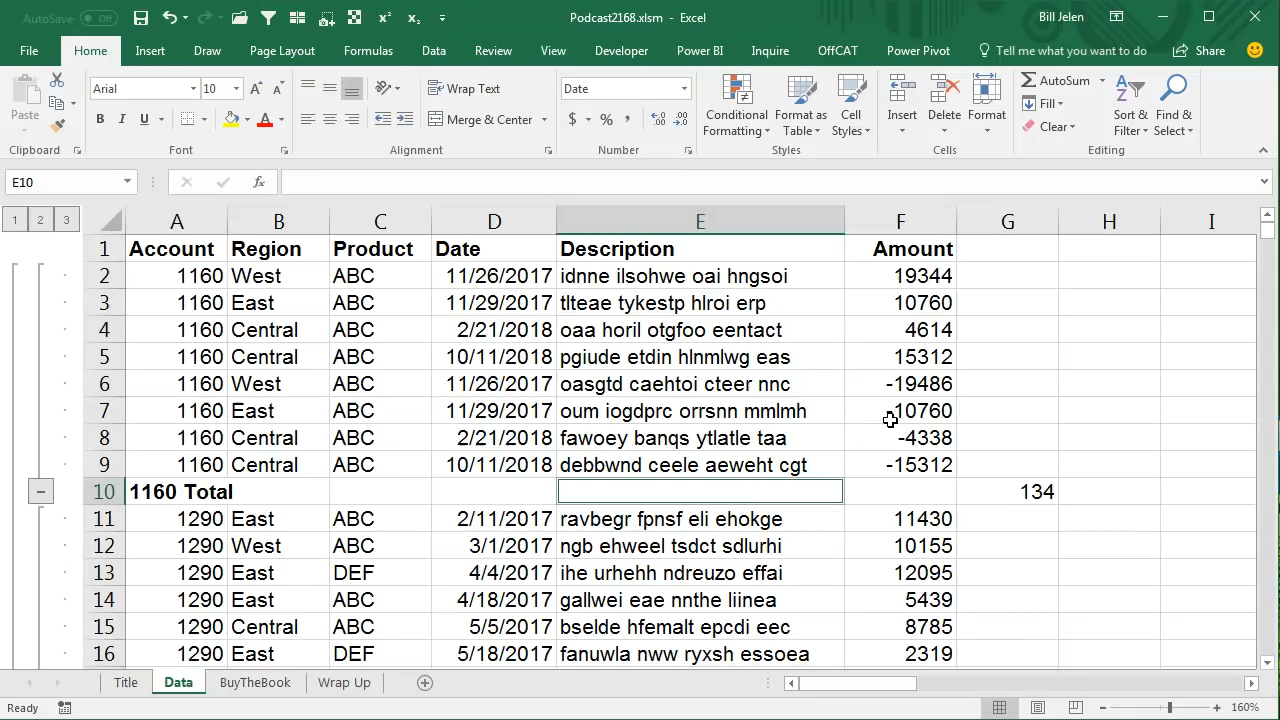 AutoSave Off
Podcast2168.xlsm - Excel
Bill Jelen
File Home Insert Draw Page Layout Formulas Data Review View Developer Power BI Inquire OffCAT Power Pivot Tell me what you want to do Share
Arial 10 Wrap Text Date AutoSum
Paste B I U Merge & Center $ % , Conditional Formatting Format as Table Cell Styles Insert Delete Format Fill Clear Sort & Filter Find & Select
Clipboard Font Alignment Number Styles Cells Editing
E10 fx
1 2 3 A B C D E F G H I
1 Account Region Product Date Description Amount
2 1160 West ABC 11/26/2017 idnne ilsohwe oai hngsoi 19344
3 1160 East ABC 11/29/2017 tlteae tykestp hlroi erp 10760
4 1160 Central ABC 2/21/2018 oaa horil otgfoo eentact 4614
5 1160 Central ABC 10/11/2018 pgiude etdin hlnmlwg eas 15312
6 1160 West ABC 11/26/2017 oasgtd caehtoi cteer nnc -19486
7 1160 East ABC 11/29/2017 oum iogdprc orrsnn mmlmh 10760
8 1160 Central ABC 2/21/2018 fawoey banqs ytlatle taa -4338
9 1160 Central ABC 10/11/2018 debbwnd ceele aeweht cgt -15312
10 1160 Total 134
11 1290 East ABC 2/11/2017 ravbegr fpnsf eli ehokge 11430
12 1290 West ABC 3/1/2017 ngb ehweel tsdct sdlurhi 10155
13 1290 East DEF 4/4/2017 ihe urhehh ndreuzo effai 12095
14 1290 East ABC 4/18/2017 gallwei eae nnthe liinea 5439
15 1290 Central ABC 5/5/2017 bselde hfemalt epcdi eec 8785
16 1290 East DEF 5/18/2017 fanuwla nww ryxsh essoea 2319
Title Data BuyTheBook Wrap Up
Ready 160%